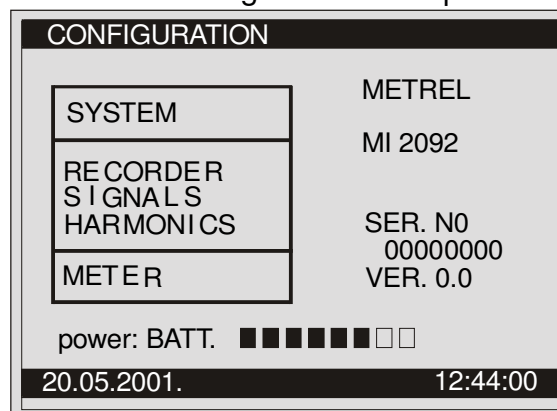 CONFIGURATION
SYSTEM
RECORDER
SIGNALS
HARMONICS
METER
METREL
MI 2092
SER. N0
00000000
VER. 0.0
power: BATT.
20.05.2001. 12:44:00